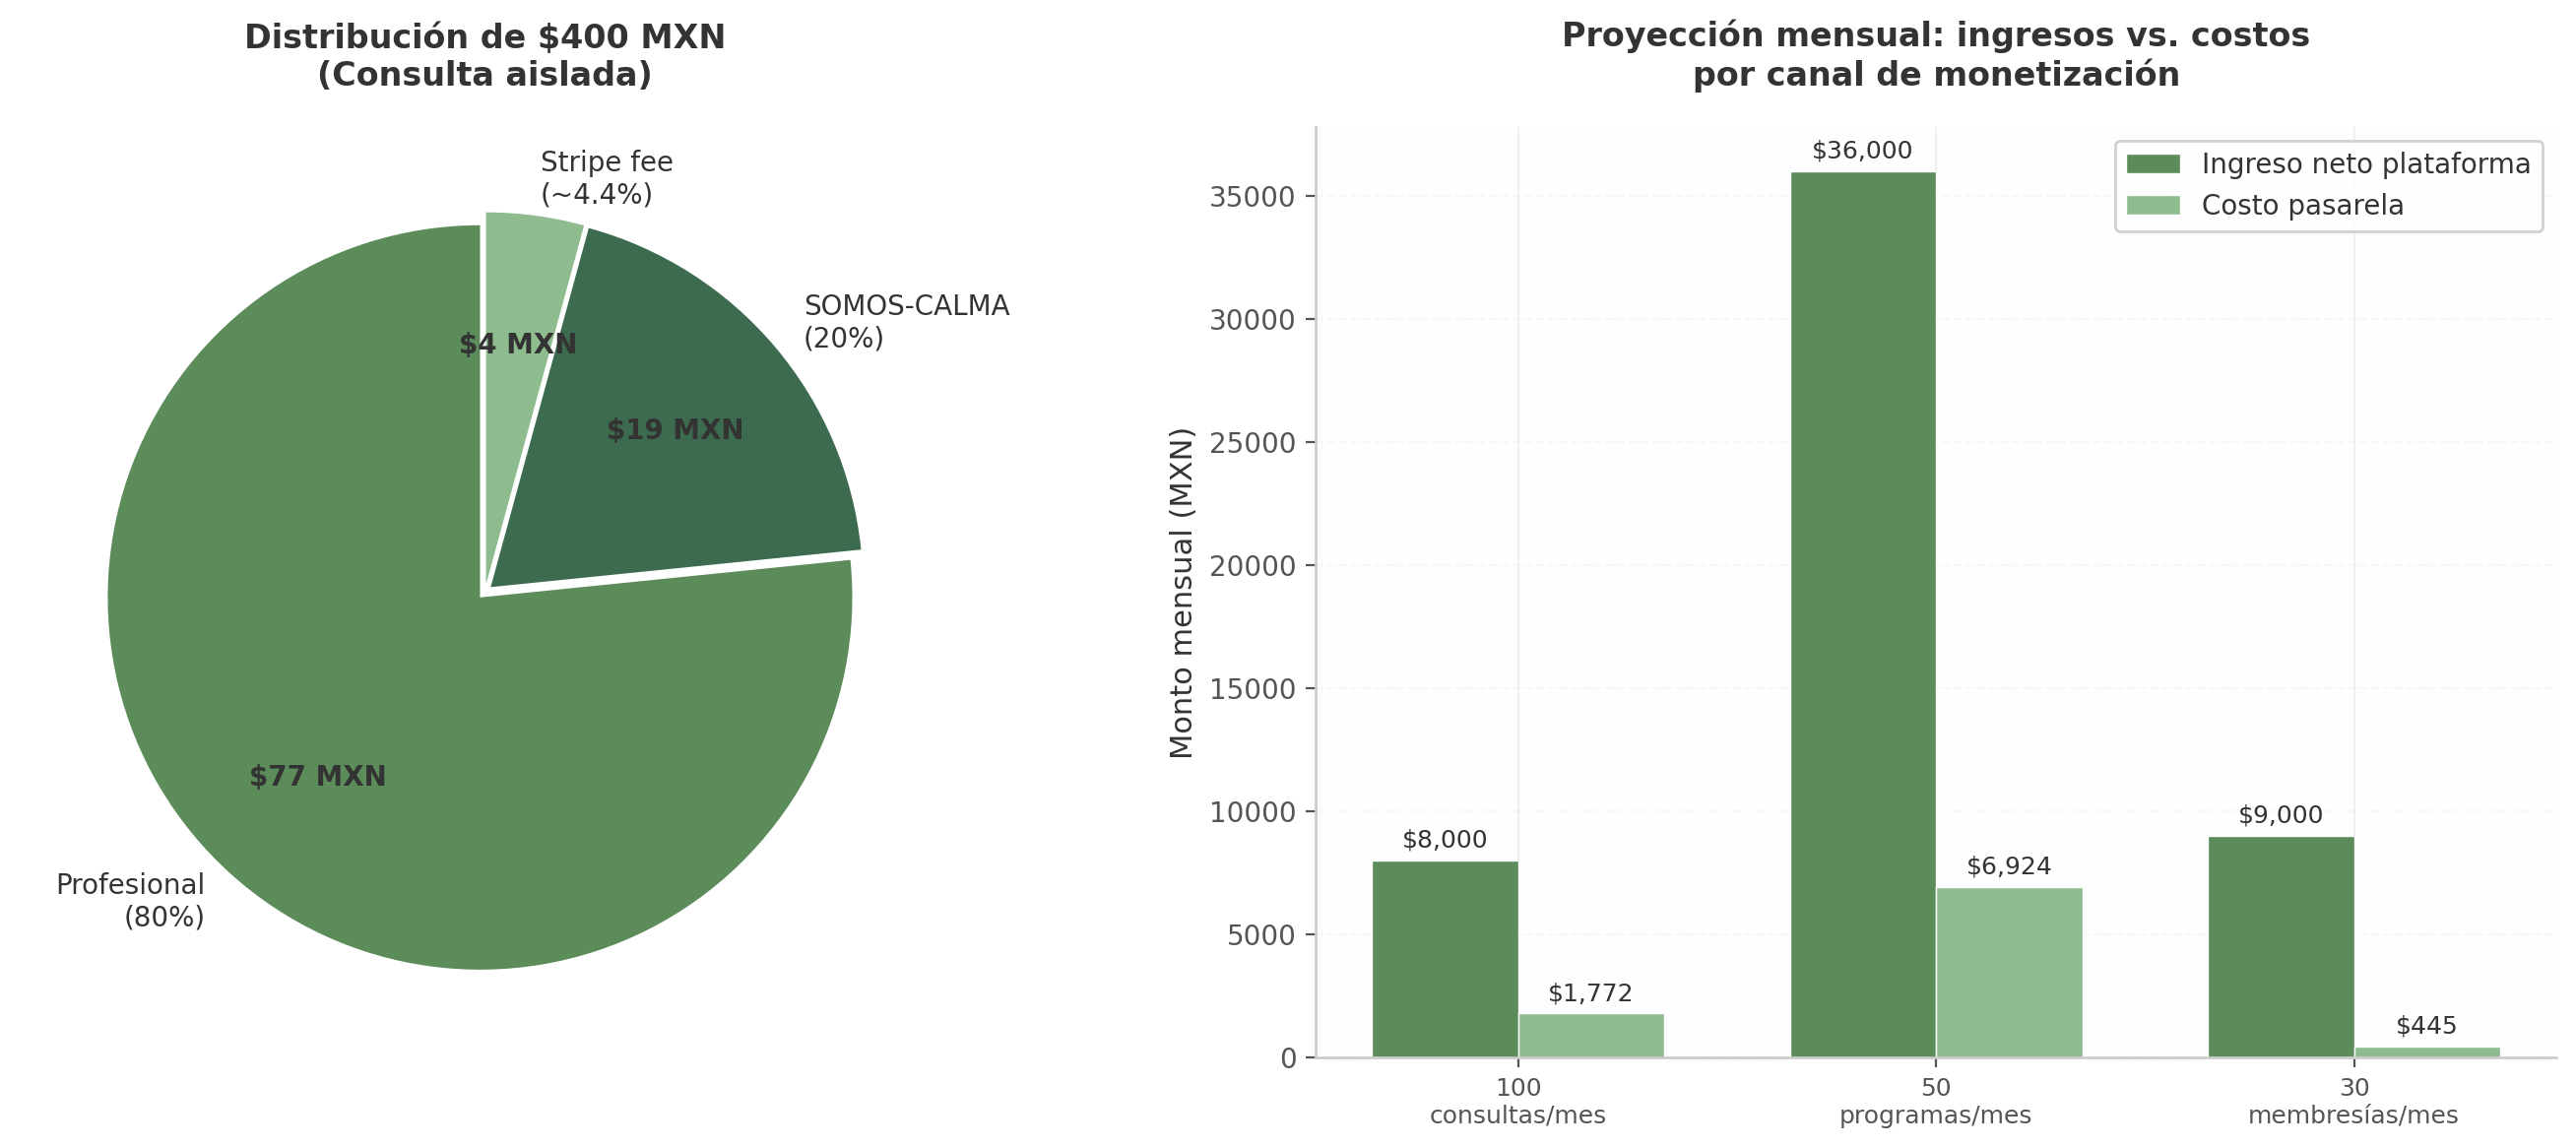 Distribución de $400 MXN
(Consulta aislada)
Stripe fee
(~4.4%)
SOMOS-CALMA
(20%)
$4 MXN
$19 MXN
$77 MXN
Profesional
(80%)
Proyección mensual: ingresos vs. costos
por canal de monetización
Ingreso neto plataforma
Costo pasarela
Monto mensual (MXN)
35000
30000
25000
20000
15000
10000
5000
0
$8,000
$1,772
$36,000
$6,924
$9,000
$445
100
consultas/mes
50
programas/mes
30
membresías/mes